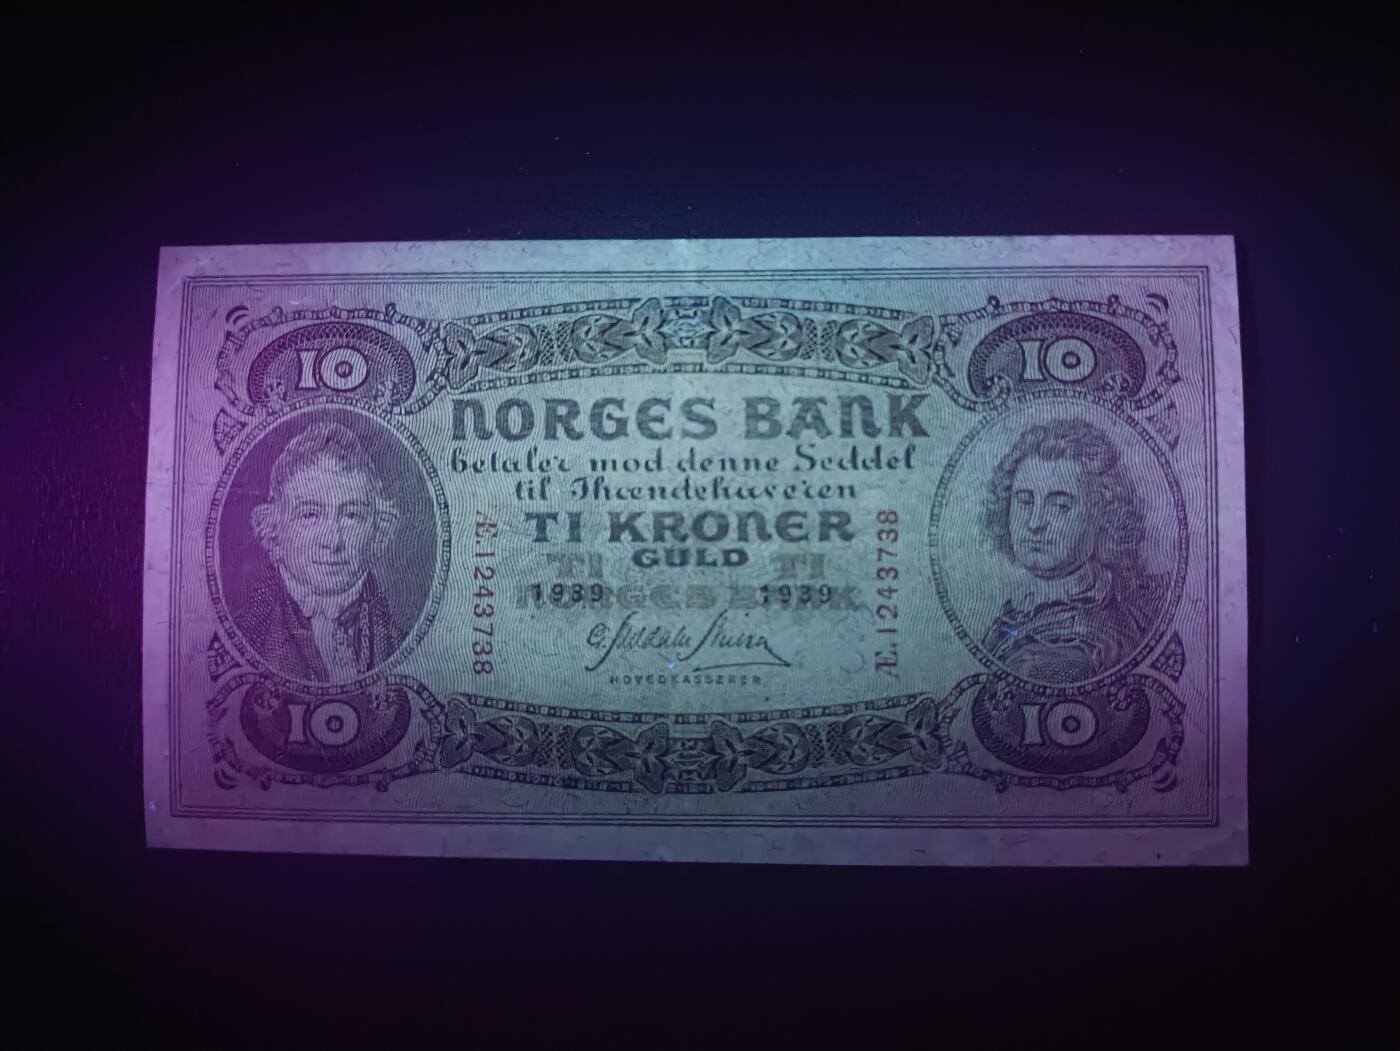 10
10
NORGES BANK
betaler mod denne Seddel
til Ihændehaveren
TI KRONER
GULD
TI TI
1939 1939
NORGES BANK
Æ.1243738
Æ.1243738
HOVEDKASSERER
10
10